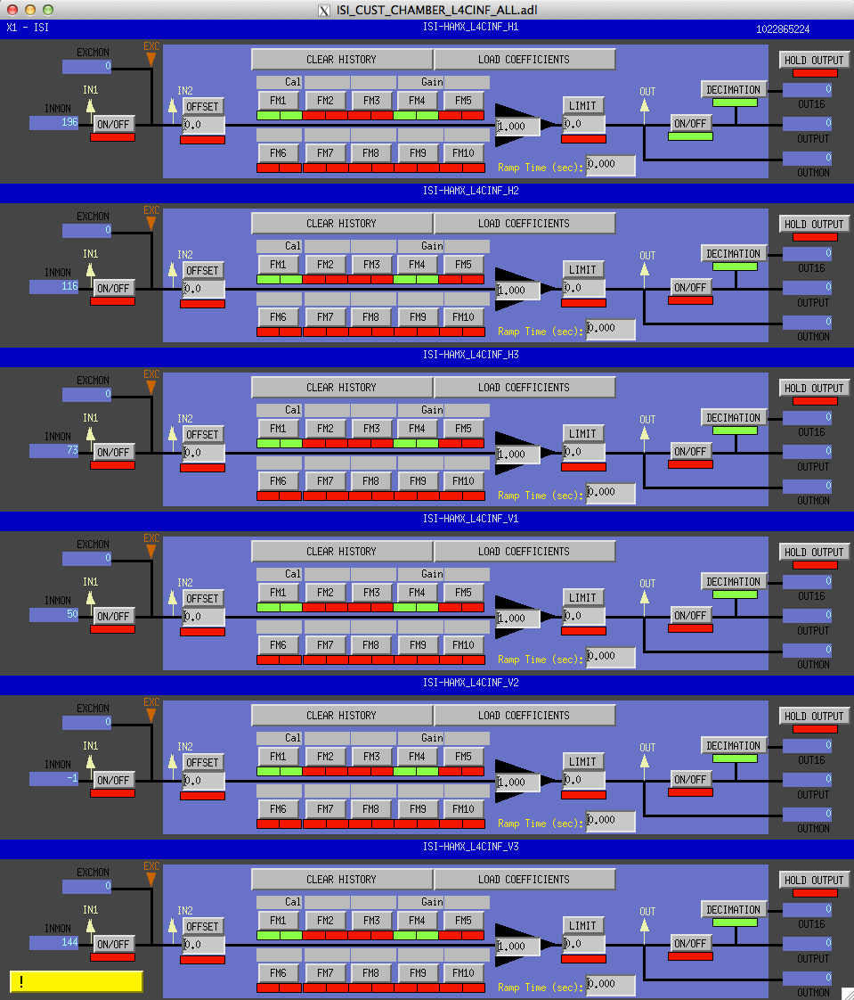 ISI_CUST_CHAMBER_L4CINF_ALL.adl
X1 - ISI ISI-HAMX_L4CINF_H1 1022865224
EXC
EXCMON CLEAR HISTORY LOAD COEFFICIENTS HOLD OUTPUT
0
IN1 IN2 Cal Gain OUT DECIMATION 0
OFFSET FM1 FM2 FM3 FM4 FM5 LIMIT OUT16
INMON
196 ON/OFF 0.0 1.000 0.0 ON/OFF 0
OUTPUT
FM6 FM7 FM8 FM9 FM10 0
Ramp Time (sec): 0.000 OUTMON
ISI-HAMX_L4CINF_H2
EXC
EXCMON CLEAR HISTORY LOAD COEFFICIENTS HOLD OUTPUT
0
IN1 IN2 Cal Gain OUT DECIMATION 0
OFFSET FM1 FM2 FM3 FM4 FM5 LIMIT OUT16
INMON
116 ON/OFF 0.0 1.000 0.0 ON/OFF 0
OUTPUT
FM6 FM7 FM8 FM9 FM10 0
Ramp Time (sec): 0.000 OUTMON
ISI-HAMX_L4CINF_H3
EXC
EXCMON CLEAR HISTORY LOAD COEFFICIENTS HOLD OUTPUT
0
IN1 IN2 Cal Gain OUT DECIMATION 0
OFFSET FM1 FM2 FM3 FM4 FM5 LIMIT OUT16
INMON
73 ON/OFF 0.0 1.000 0.0 ON/OFF 0
OUTPUT
FM6 FM7 FM8 FM9 FM10 0
Ramp Time (sec): 0.000 OUTMON
ISI-HAMX_L4CINF_V1
EXC
EXCMON CLEAR HISTORY LOAD COEFFICIENTS HOLD OUTPUT
0
IN1 IN2 Cal Gain OUT DECIMATION 0
OFFSET FM1 FM2 FM3 FM4 FM5 LIMIT OUT16
INMON
50 ON/OFF 0.0 1.000 0.0 ON/OFF 0
OUTPUT
FM6 FM7 FM8 FM9 FM10 0
Ramp Time (sec): 0.000 OUTMON
ISI-HAMX_L4CINF_V2
EXC
EXCMON CLEAR HISTORY LOAD COEFFICIENTS HOLD OUTPUT
0
IN1 IN2 Cal Gain OUT DECIMATION 0
OFFSET FM1 FM2 FM3 FM4 FM5 LIMIT OUT16
INMON
-1 ON/OFF 0.0 1.000 0.0 ON/OFF 0
OUTPUT
FM6 FM7 FM8 FM9 FM10 0
Ramp Time (sec): 0.000 OUTMON
ISI-HAMX_L4CINF_V3
EXC
EXCMON CLEAR HISTORY LOAD COEFFICIENTS HOLD OUTPUT
0
IN1 IN2 Cal Gain OUT DECIMATION 0
OFFSET FM1 FM2 FM3 FM4 FM5 LIMIT OUT16
INMON
144 ON/OFF 0.0 1.000 0.0 ON/OFF 0
OUTPUT
! FM6 FM7 FM8 FM9 FM10 0
Ramp Time (sec): 0.000 OUTMON